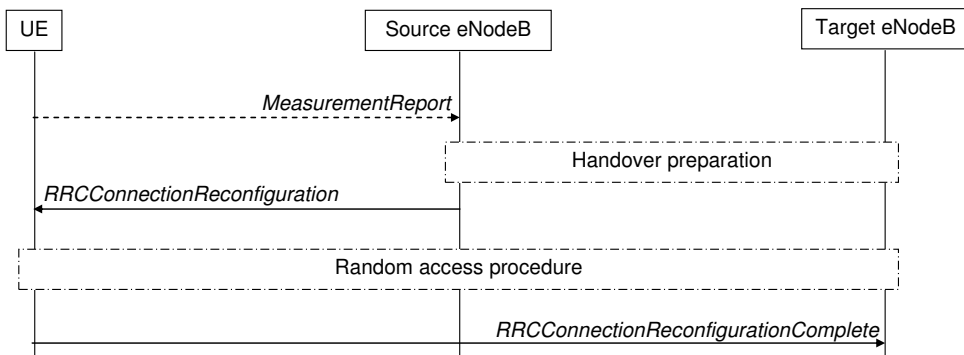 UE
Source eNodeB
Target eNodeB
MeasurementReport
Handover preparation
RRCConnectionReconfiguration
Random access procedure
RRCConnectionReconfigurationComplete